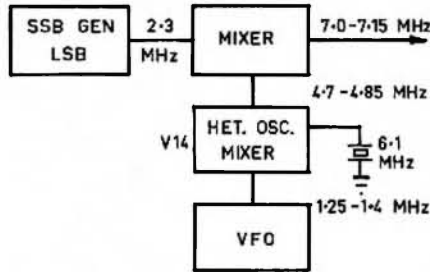 SSB GEN
LSB
2·3
MHz
MIXER
7·0-7·15 MHz
4·7-4·85 MHz
V14
HET. OSC.
MIXER
6·1
MHz
1·25-1·4 MHz
VFO